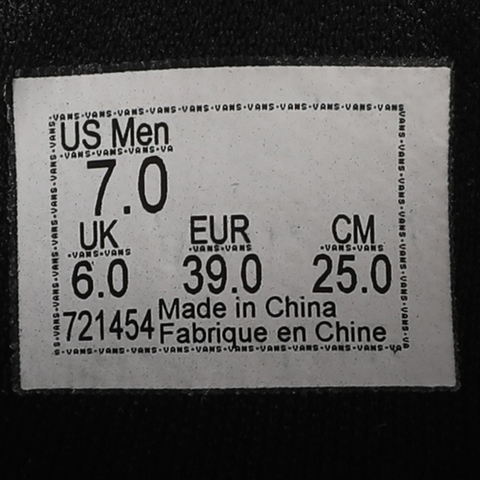 VANS-VANS-VANS-VANS-VANS-VANS-VANS-VANS-VANS
US Men
VANS-VANS-VANS-VA
7.0
UK EUR CM
VANS-VANS VANS-VANS VANS-VANS
6.0 39.0 25.0
721454 Made in China
Fabrique en Chine